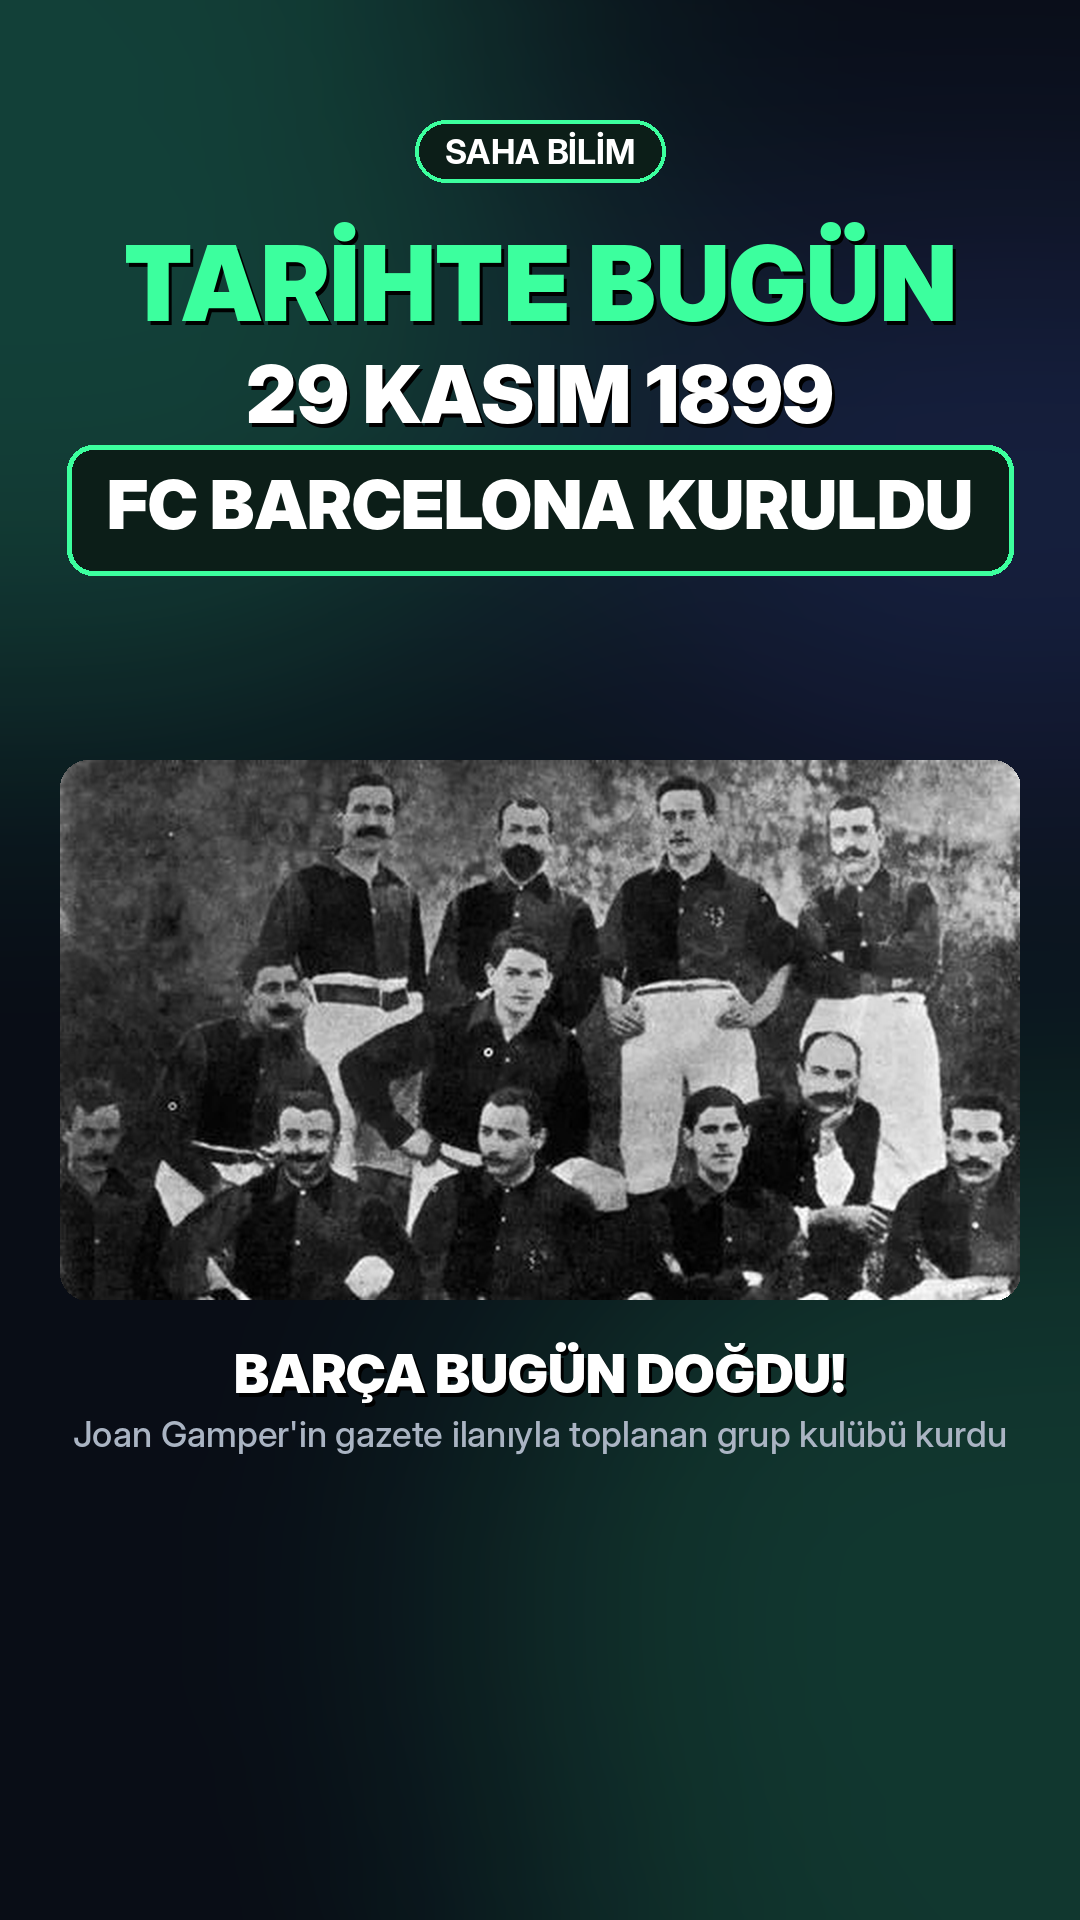 SAHA BİLİM
TARİHTE BUGÜN
29 KASIM 1899
FC BARCELONA KURULDU
BARÇA BUGÜN DOĞDU!
Joan Gamper'in gazete ilanıyla toplanan grup kulübü kurdu